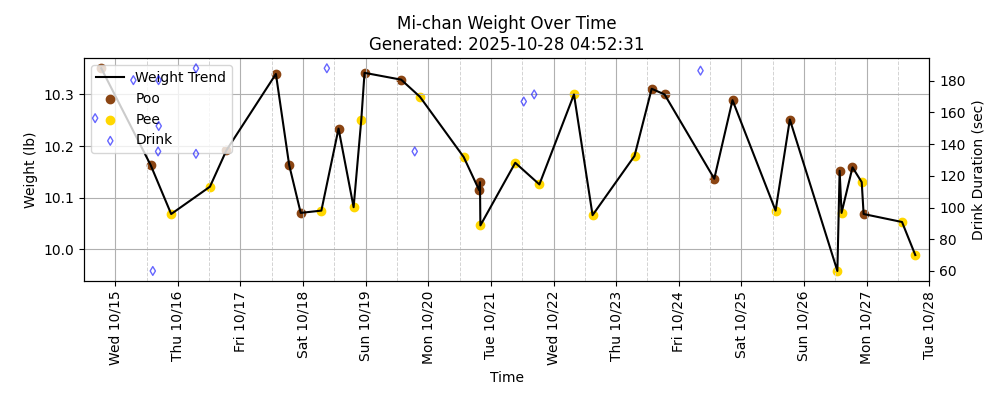 Mi-chan Weight Over Time
Generated: 2025-10-28 04:52:31
Weight (lb)
10.3
10.2
10.1
10.0
Weight Trend
Poo
Pee
Drink
180
160
140
120
100
80
60
Drink Duration (sec)
Wed 10/15
Thu 10/16
Fri 10/17
Sat 10/18
Sun 10/19
Mon 10/20
Tue 10/21
Wed 10/22
Thu 10/23
Fri 10/24
Sat 10/25
Sun 10/26
Mon 10/27
Tue 10/28
Time